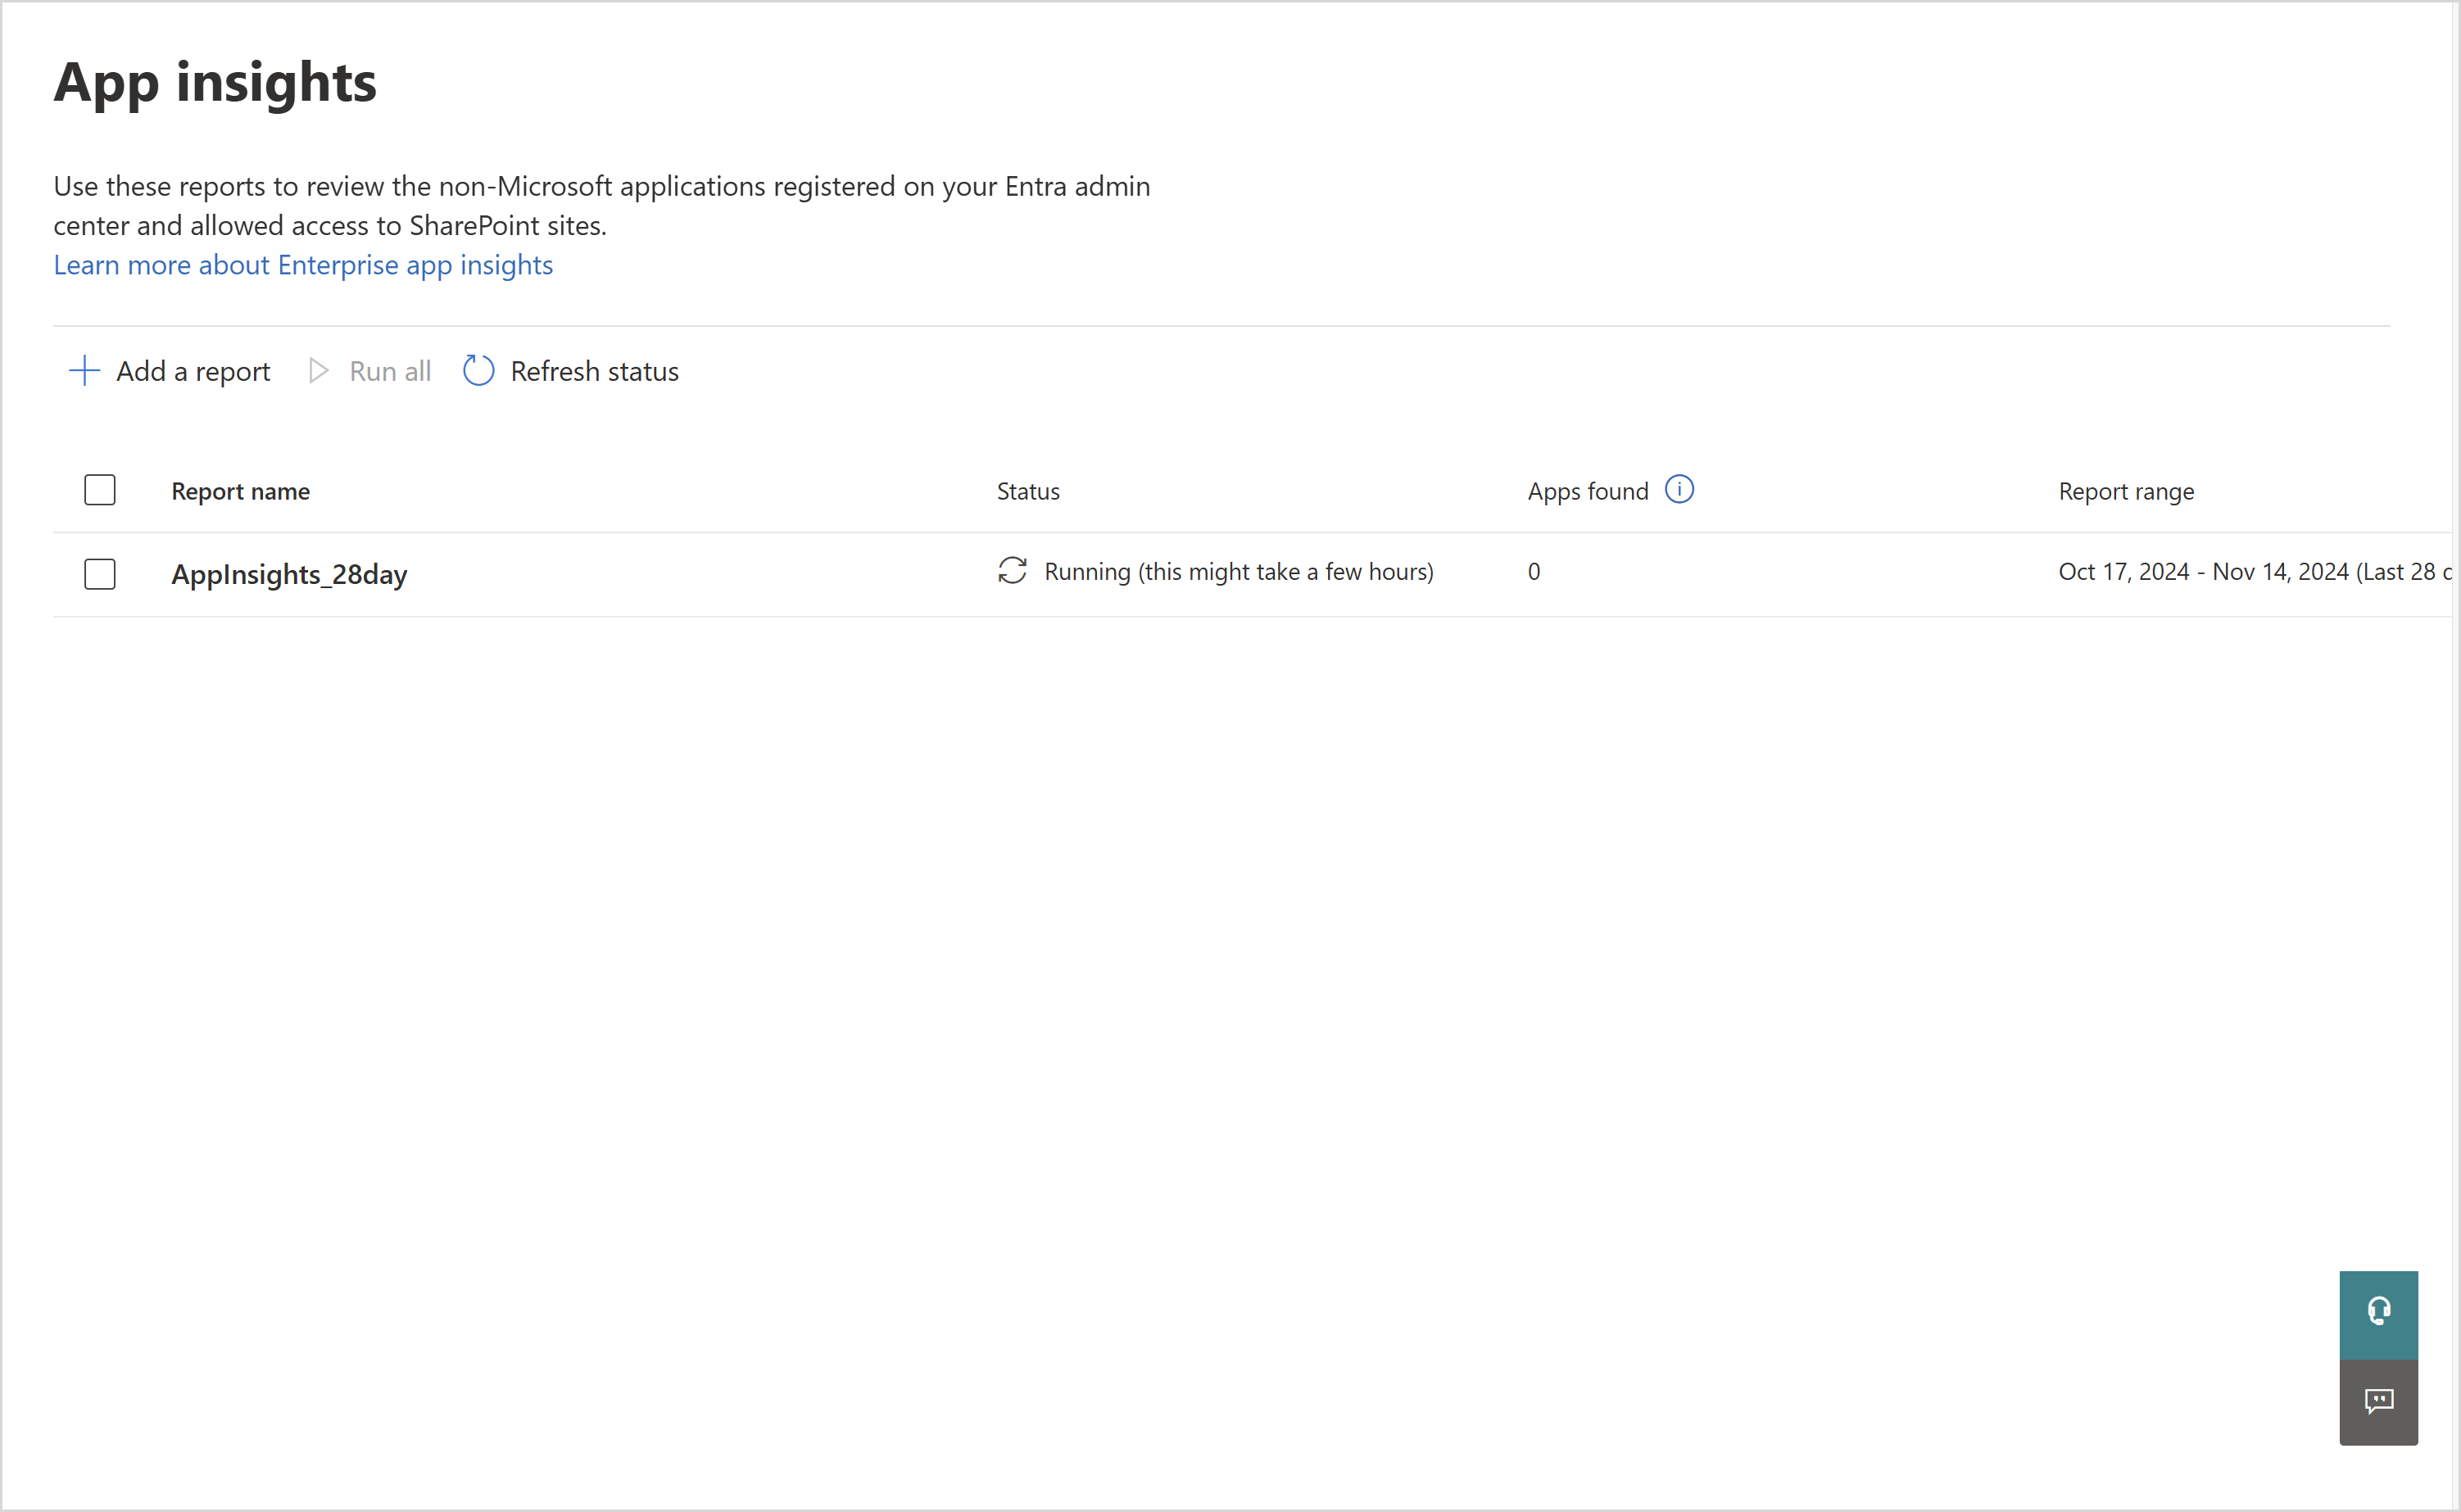 App insights
Use these reports to review the non-Microsoft applications registered on your Entra admin
center and allowed access to SharePoint sites.
Learn more about Enterprise app insights
Add a report Run all Refresh status
Report name Status Apps found Report range
AppInsights_28day Running (this might take a few hours) 0 Oct 17, 2024 - Nov 14, 2024 (Last 28